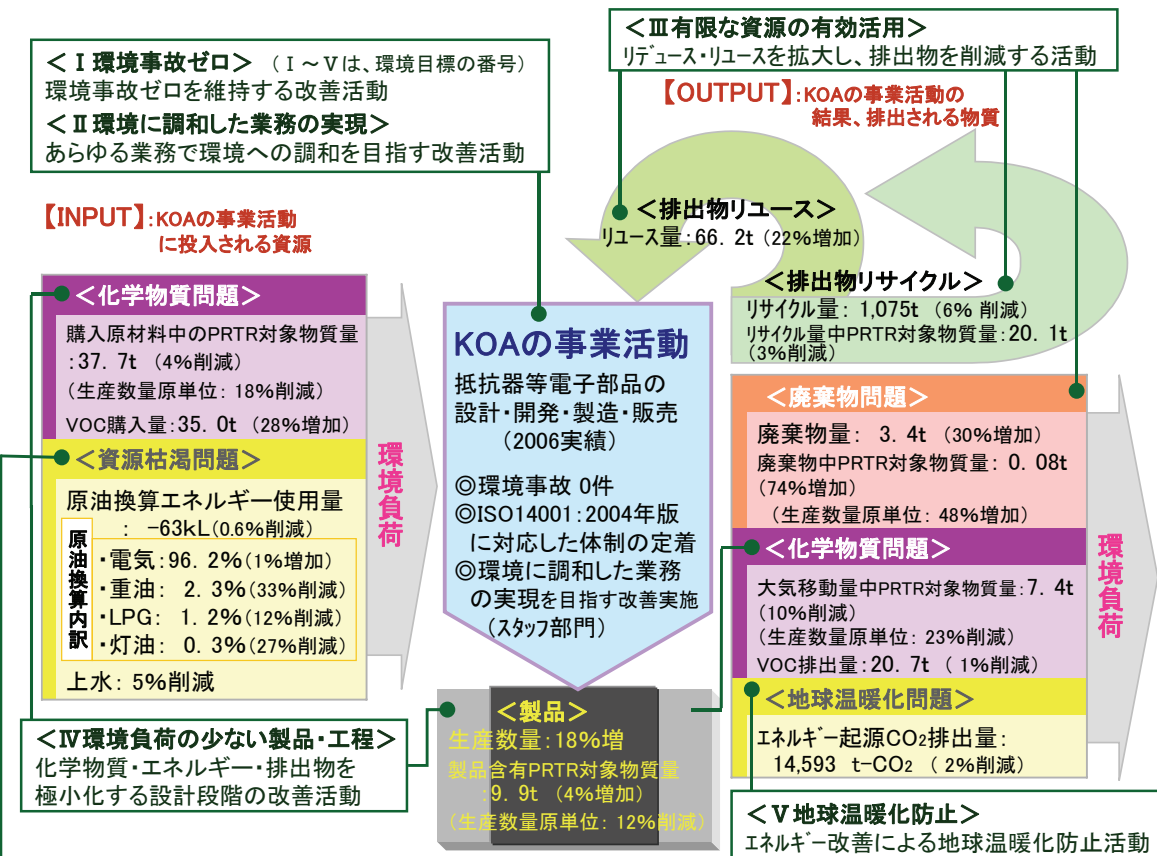 ＜Ⅰ環境事故ゼロ＞（Ⅰ～Ⅴは、環境目標の番号）
環境事故ゼロを維持する改善活動
＜Ⅱ環境に調和した業務の実現＞
あらゆる業務で環境への調和を目指す改善活動
＜Ⅲ有限な資源の有効活用＞
ﾘﾃﾞｭｰｽ・ﾘﾕｰｽを拡大し、排出物を削減する活動
【OUTPUT】：KOAの事業活動の
結果、排出される物質
＜排出物リユース＞
ﾘﾕｰｽ量：66．2t（22%増加）
＜排出物リサイクル＞
ﾘｻｲｸﾙ量：1,075t（6% 削減）
ﾘｻｲｸﾙ量中PRTR対象物質量：20．1t
（3%削減）
【INPUT】：KOAの事業活動
に投入される資源
＜化学物質問題＞
購入原材料中のPRTR対象物質量
：37．7t（4%削減）
（生産数量原単位：18%削減）
VOC購入量：35．0t（28%増加）
＜資源枯渇問題＞
原油換算エネルギー使用量
：－63kL（0.6%削減）
原油換算内訳
・電気：96．2%（1%増加）
・重油：2．3%（33%削減）
・LPG：1．2%（12%削減）
・灯油：0．3%（27%削減）
上水：5%削減
環境負荷
KOAの事業活動
抵抗器等電子部品の
設計・開発・製造・販売
（2006実績）
◎環境事故 0件
◎ISO14001：2004年版
に対応した体制の定着
◎環境に調和した業務
の実現を目指す改善実施
（スタッフ部門）
＜廃棄物問題＞
廃棄物量：3．4t（30%増加）
廃棄物中PRTR対象物質量：0．08t
（74%増加）
（生産数量原単位：48%増加）
＜化学物質問題＞
大気移動量中PRTR対象物質量：7．4t
（10%削減）
（生産数量原単位：23%削減）
VOC排出量：20．7t（1%削減）
＜地球温暖化問題＞
ｴﾈﾙｷﾞｰ起源CO₂排出量：
14,593 t-CO₂（2%削減）
環境負荷
＜製品＞
生産数量：18%増
製品含有PRTR対象物質量
：9．9t（4%増加）
（生産数量原単位：12%削減）
＜Ⅳ環境負荷の少ない製品・工程＞
化学物質・エネルギー・排出物を
極小化する設計段階の改善活動
＜Ⅴ地球温暖化防止＞
ｴﾈﾙｷﾞｰ改善による地球温暖化防止活動